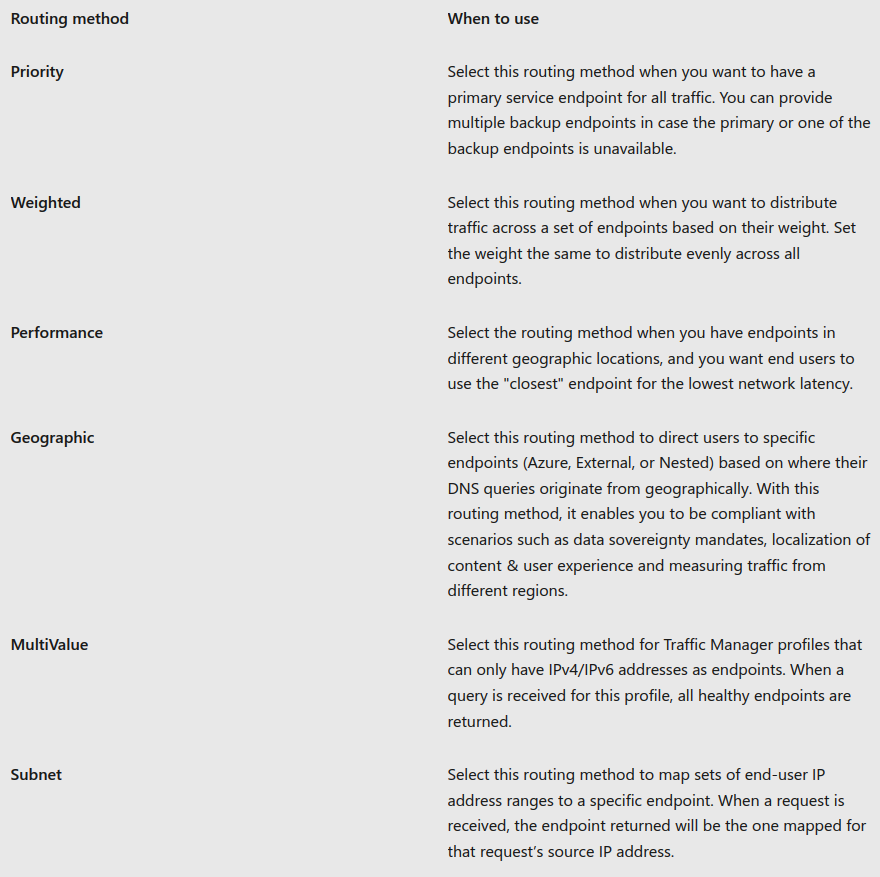 Routing method
When to use
Priority
Select this routing method when you want to have a
primary service endpoint for all traffic. You can provide
multiple backup endpoints in case the primary or one of the
backup endpoints is unavailable.
Weighted
Select this routing method when you want to distribute
traffic across a set of endpoints based on their weight. Set
the weight the same to distribute evenly across all
endpoints.
Performance
Select the routing method when you have endpoints in
different geographic locations, and you want end users to
use the "closest" endpoint for the lowest network latency.
Geographic
Select this routing method to direct users to specific
endpoints (Azure, External, or Nested) based on where their
DNS queries originate from geographically. With this
routing method, it enables you to be compliant with
scenarios such as data sovereignty mandates, localization of
content & user experience and measuring traffic from
different regions.
MultiValue
Select this routing method for Traffic Manager profiles that
can only have IPv4/IPv6 addresses as endpoints. When a
query is received for this profile, all healthy endpoints are
returned.
Subnet
Select this routing method to map sets of end-user IP
address ranges to a specific endpoint. When a request is
received, the endpoint returned will be the one mapped for
that request’s source IP address.